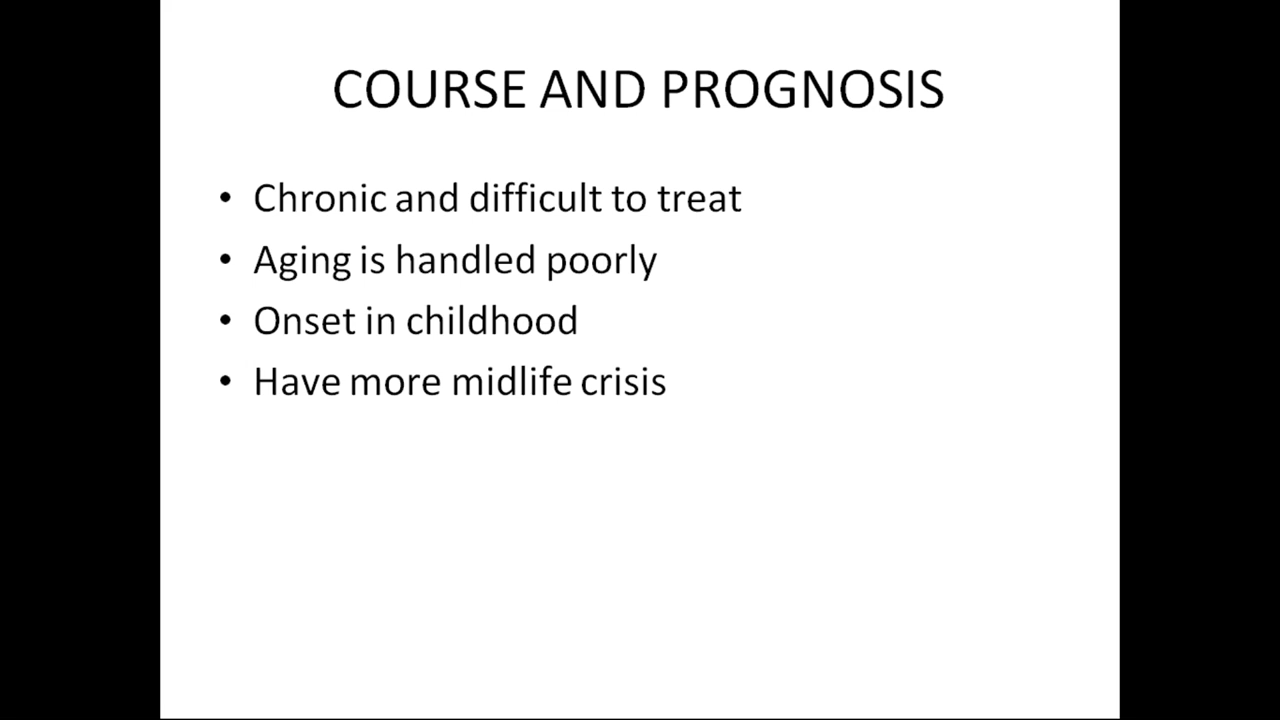 COURSE AND PROGNOSIS
• Chronic and difficult to treat
• Aging is handled poorly
• Onset in childhood
• Have more midlife crisis